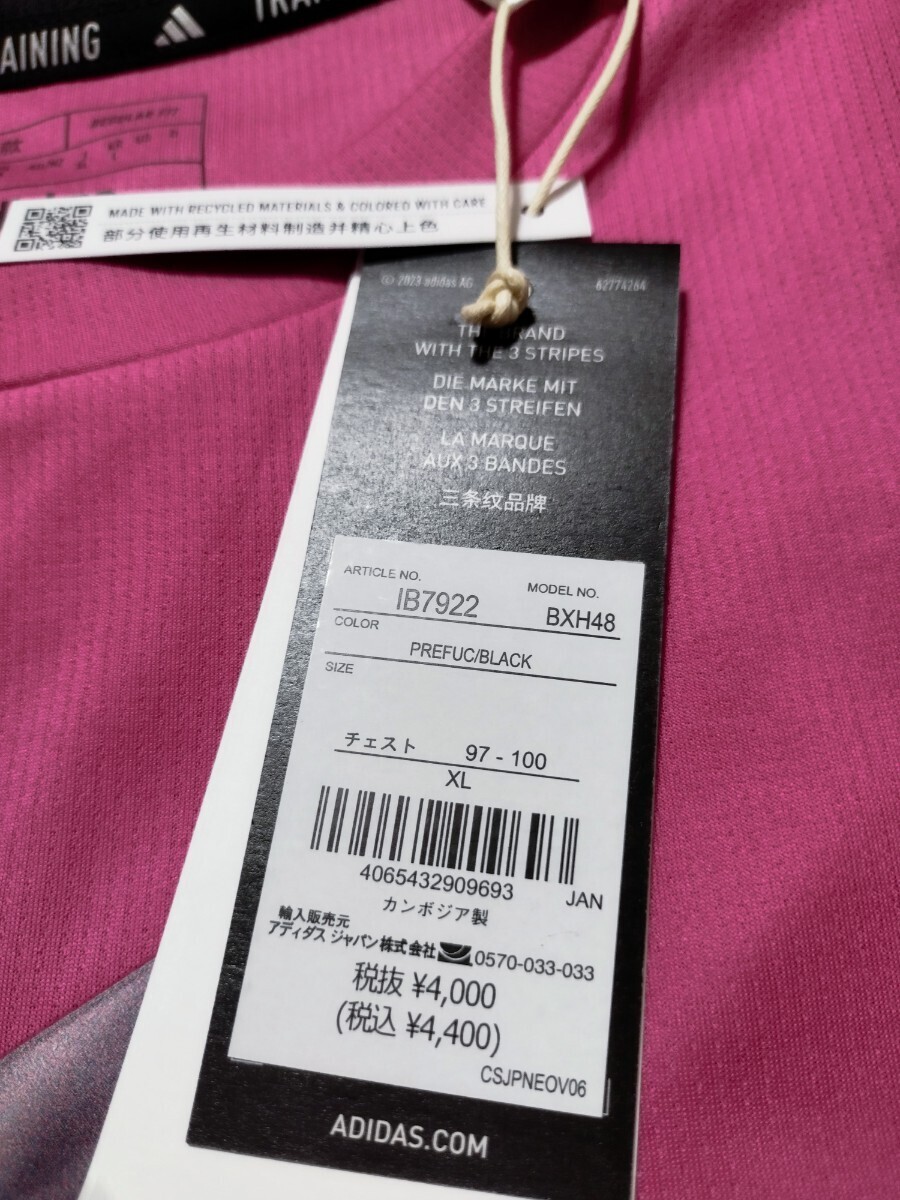 AINING
TRA
REGULAR FIT
MADE WITH RECYCLED MATERIALS & COLORED WITH CARE
部分使用再生材料制造并精心上色
© 2023 adidas AG
62774264
WITH THE 3 STRIPES
DIE MARKE MIT
DEN 3 STREIFEN
LA MARQUE
AUX 3 BANDES
三条纹品牌
ARTICLE NO.
IB7922
MODEL NO.
BXH48
COLOR
PREFUC/BLACK
SIZE
チェスト 97 - 100
XL
4065432909693
JAN
カンボジア製
輸入販売元
アディダス ジャパン株式会社 0570-033-033
税抜 ¥4,000
(税込 ¥4,400)
CSJPNEOV06
ADIDAS.COM